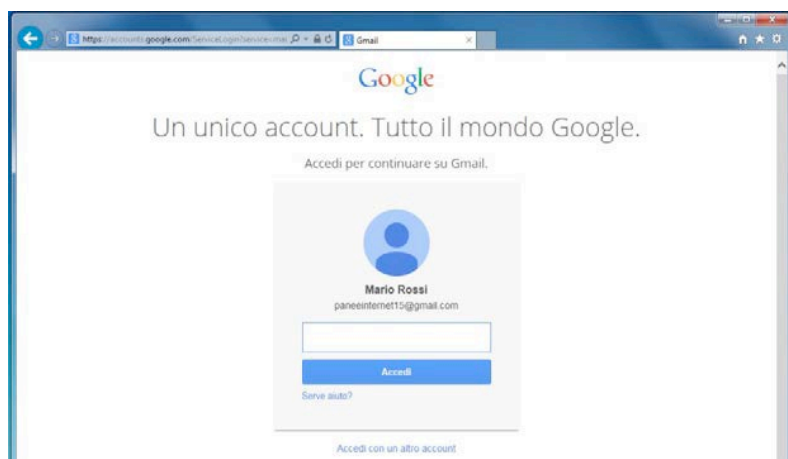 https://accounts.google.com/ServiceLogin?service=mai
Gmail
Google
Un unico account. Tutto il mondo Google.
Accedi per continuare su Gmail.
Mario Rossi
paneeinternet15@gmail.com
Accedi
Serve aiuto?
Accedi con un altro account